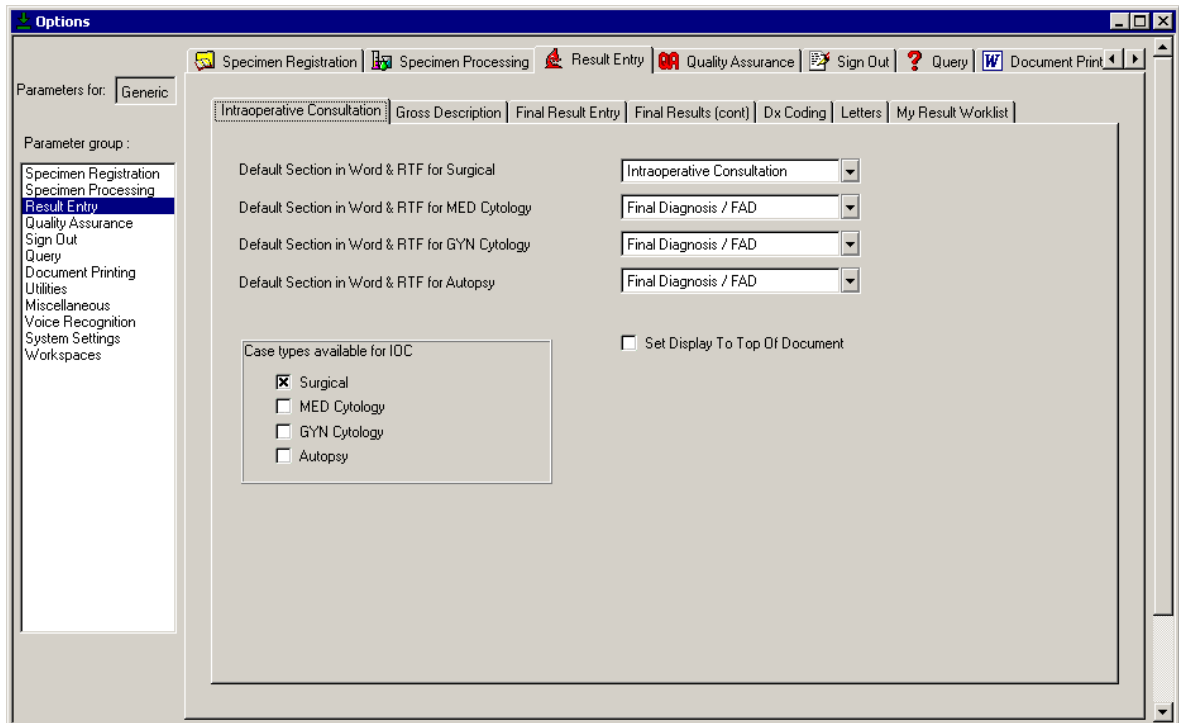 Options
Specimen Registration Specimen Processing Result Entry QA Quality Assurance Sign Out ? Query W Document Print
Parameters for: Generic
Intraoperative Consultation Gross Description Final Result Entry Final Results (cont) Dx Coding Letters My Result Worklist
Parameter group :
Specimen Registration
Specimen Processing
Result Entry
Quality Assurance
Sign Out
Query
Document Printing
Utilities
Miscellaneous
Voice Recognition
System Settings
Workspaces
Default Section in Word & RTF for Surgical Intraoperative Consultation
Default Section in Word & RTF for MED Cytology Final Diagnosis / FAD
Default Section in Word & RTF for GYN Cytology Final Diagnosis / FAD
Default Section in Word & RTF for Autopsy Final Diagnosis / FAD
Set Display To Top Of Document
Case types available for IOC
Surgical
MED Cytology
GYN Cytology
Autopsy